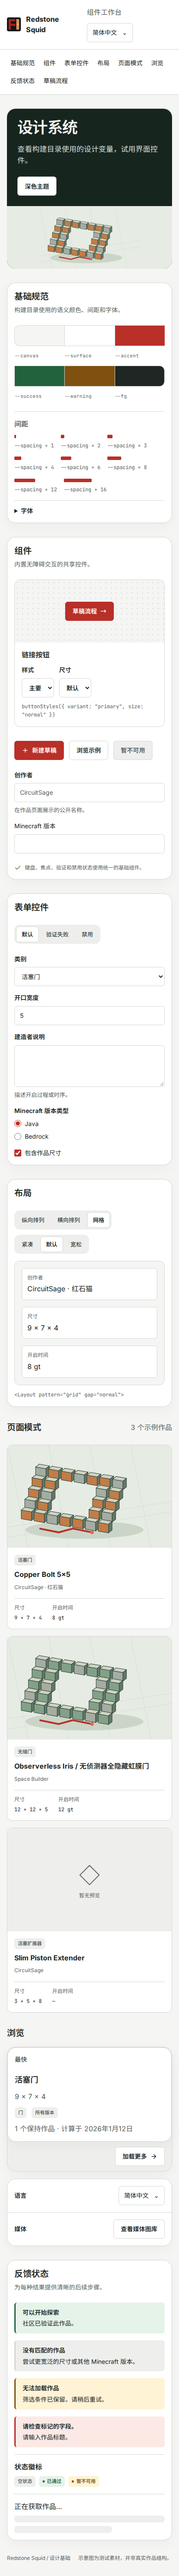 Redstone Squid
组件工作台
简体中文
基础规范 组件 表单控件 布局 页面模式 浏览
反馈状态 草稿流程
设计系统
查看构建目录使用的设计变量，试用界面控件。
深色主题
基础规范
构建目录使用的语义颜色、间距和字体。
--canvas --surface --accent
--success --warning --fg
间距
--spacing × 1 --spacing × 2 --spacing × 3
--spacing × 4 --spacing × 6 --spacing × 8
--spacing × 12 --spacing × 16
字体
组件
内置无障碍交互的共享控件。
草稿流程 →
链接按钮
样式 尺寸
主要 默认
buttonStyles({ variant: "primary", size: "normal" })
+ 新建草稿 浏览示例 暂不可用
创作者
CircuitSage
在作品页面展示的公开名称。
Minecraft 版本
键盘、焦点、验证和禁用状态使用统一的基础组件。
表单控件
默认 验证失败 禁用
类别
活塞门
开口宽度
5
建造者说明
描述开启过程或时序。
Minecraft 版本类型
Java
Bedrock
包含作品尺寸
布局
纵向排列 横向排列 网格
紧凑 默认 宽松
创作者
CircuitSage · 红石猫
尺寸
9 × 7 × 4
开启时间
8 gt
<Layout pattern="grid" gap="normal">
页面模式 3 个示例作品
活塞门
Copper Bolt 5×5
CircuitSage · 红石猫
尺寸 开启时间
9 × 7 × 4 8 gt
无缝门
Observerless Iris / 无侦测器全隐藏虹膜门
Space Builder
尺寸 开启时间
12 × 12 × 5 12 gt
暂无预览
活塞扩展器
Slim Piston Extender
CircuitSage
尺寸 开启时间
3 × 5 × 8 —
浏览
最快
活塞门
9 × 7 × 4
门 所有版本
1 个保持作品 · 计算于 2026年1月12日
加载更多 →
语言 简体中文
媒体 查看媒体图库
反馈状态
为每种结果提供清晰的后续步骤。
可以开始探索
社区已验证此作品。
没有匹配的作品
尝试更宽泛的尺寸或其他 Minecraft 版本。
无法加载作品
筛选条件已保留。请稍后重试。
请检查标记的字段。
请输入作品标题。
状态徽标
空状态 已通过 暂不可用
正在获取作品…
Redstone Squid / 设计基础 示意图为测试素材，并非真实作品结构。